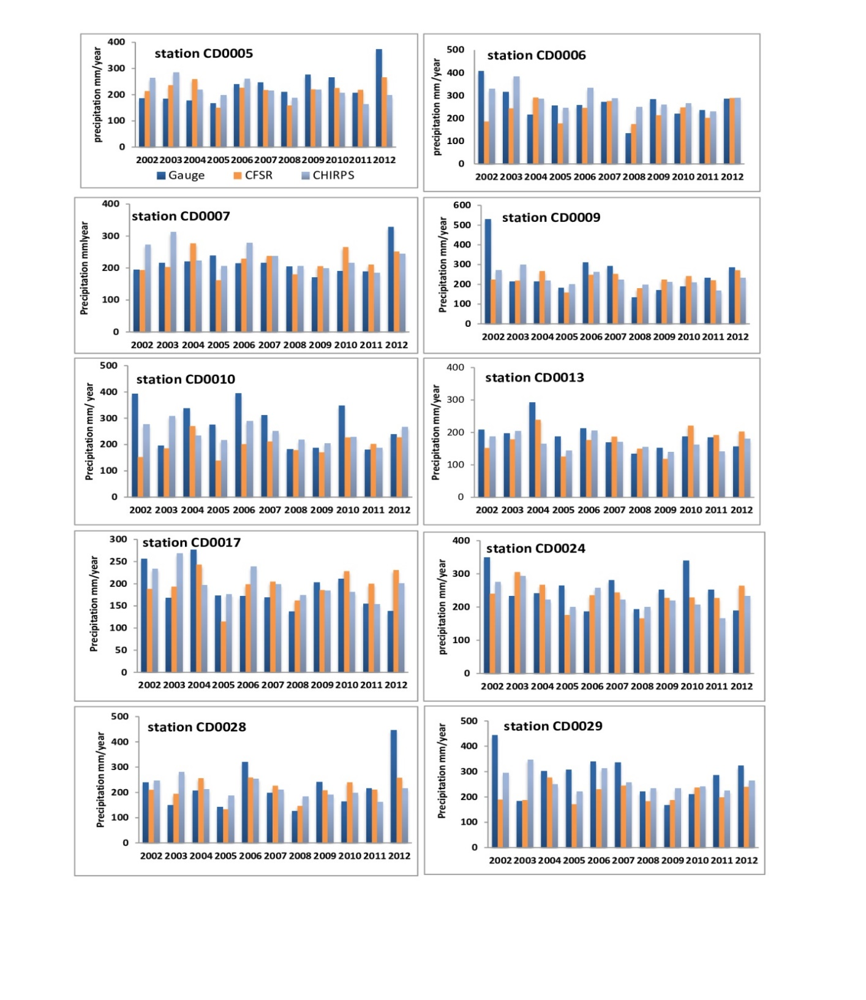 station CD0005
precipitation mm/year
400
300
200
100
0
2002 2003 2004 2005 2006 2007 2008 2009 2010 2011 2012
Gauge CFSR CHIRPS
station CD0006
precipitation mm /year
500
400
300
200
100
0
2002 2003 2004 2005 2006 2007 2008 2009 2010 2011 2012
station CD0007
Precipitation mmlyear
400
300
200
100
0
2002 2003 2004 2005 2006 2007 2008 2009 2010 2011 2012
station CD0009
Precipitation mm/year
600
500
400
300
200
100
0
2002 2003 2004 2005 2006 2007 2008 2009 2010 2011 2012
station CD0010
Precipitation mm/ year
500
400
300
200
100
0
2002 2003 2004 2005 2006 2007 2008 2009 2010 2011 2012
station CD0013
Precipitation mm/year
400
300
200
100
0
2002 2003 2004 2005 2006 2007 2008 2009 2010 2011 2012
station CD0017
Precipitation mm/year
300
250
200
150
100
50
0
2002 2003 2004 2005 2006 2007 2008 2009 2010 2011 2012
station CD0024
precipitation mm/year
400
300
200
100
0
2002 2003 2004 2005 2006 2007 2008 2009 2010 2011 2012
station CD0028
Precipitation mm/year
500
400
300
200
100
0
2002 2003 2004 2005 2006 2007 2008 2009 2010 2011 2012
station CD0029
Precipitation mm/year
500
400
300
200
100
0
2002 2003 2004 2005 2006 2007 2008 2009 2010 2011 2012